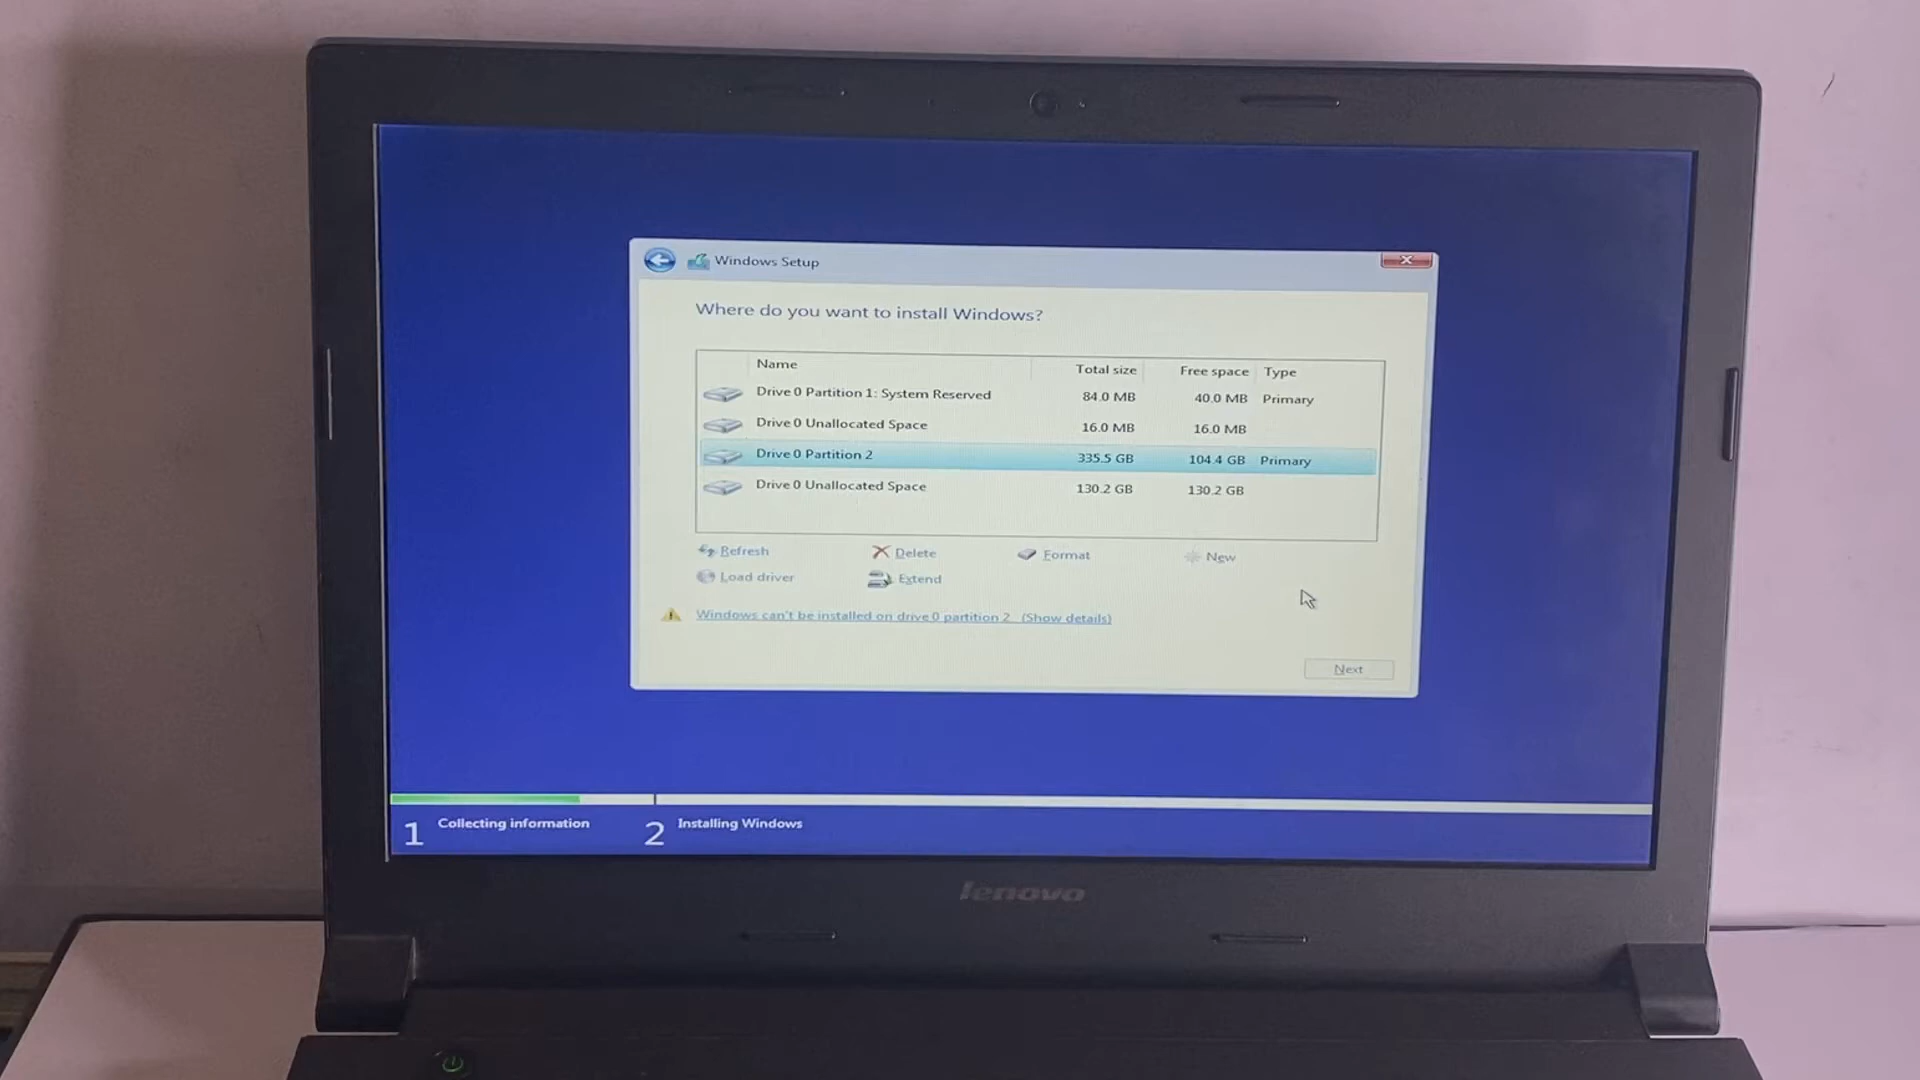 Windows Setup
Where do you want to install Windows?
Name Total size Free space Type
Drive 0 Partition 1: System Reserved 84.0 MB 40.0 MB Primary
Drive 0 Unallocated Space 16.0 MB 16.0 MB
Drive 0 Partition 2 335.5 GB 104.4 GB Primary
Drive 0 Unallocated Space 130.2 GB 130.2 GB
Refresh Delete Format New
Load driver Extend
Windows can't be installed on drive 0 partition 2. (Show details)
Next
1 Collecting information 2 Installing Windows
lenovo